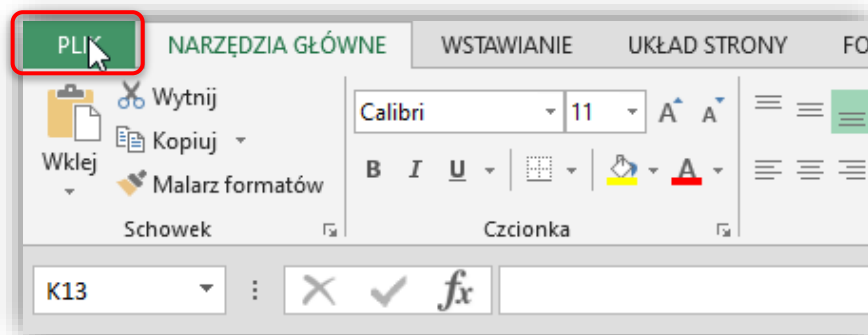 PLIK NARZĘDZIA GŁÓWNE WSTAWIANIE UKŁAD STRONY FO
Wytnij
Kopiuj
Malarz formatów
Wklej
Calibri 11 A A
B I U A
Schowek Czcionka
K13 fx